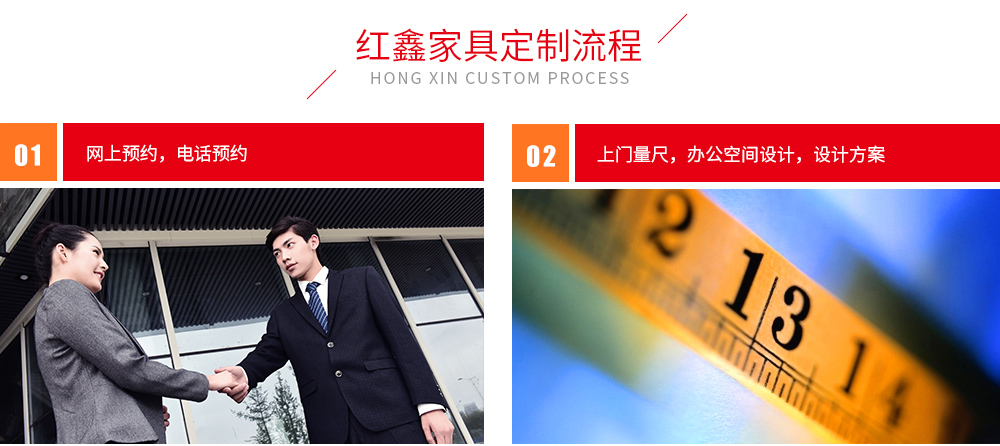 红鑫家具定制流程
HONG XIN CUSTOM PROCESS
01
网上预约，电话预约
02
上门量尺，办公空间设计，设计方案
2
13
14